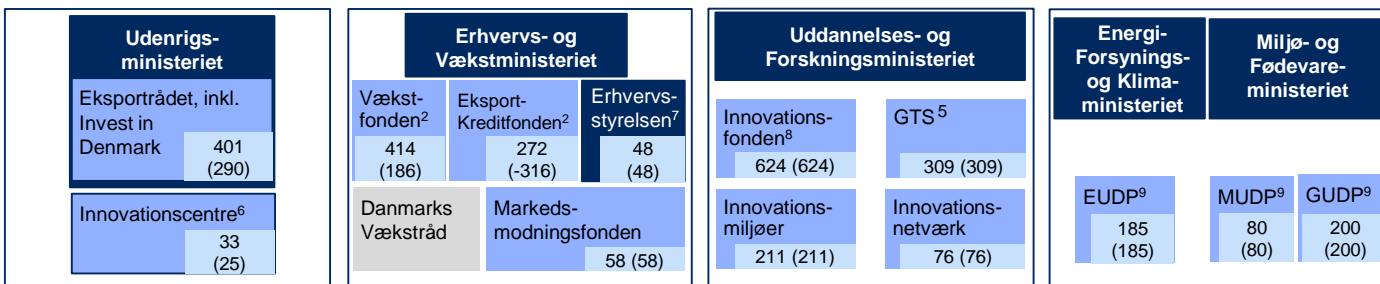 Udenrigs-
ministeriet
Eksportrådet, inkl.
Invest in
Denmark
401
(290)
Innovationscentre⁶
33
(25)
Erhvervs- og
Vækstministeriet
Vækst-
fonden²
414
(186)
Eksport-
Kreditfonden²
272
(-316)
Erhvervs-
styrelsen⁷
48
(48)
Danmarks
Vækstråd
Markeds-
modningsfonden
58 (58)
Uddannelses- og
Forskningsministeriet
Innovations-
fonden⁸
624 (624)
GTS⁵
309 (309)
Innovations-
miljøer
211 (211)
Innovations-
netværk
76 (76)
Energi-
Forsynings-
og Klima-
ministeriet
Miljø- og
Fødevare-
ministeriet
EUDP⁹
185
(185)
MUDP⁹
80
(80)
GUDP⁹
200
(200)